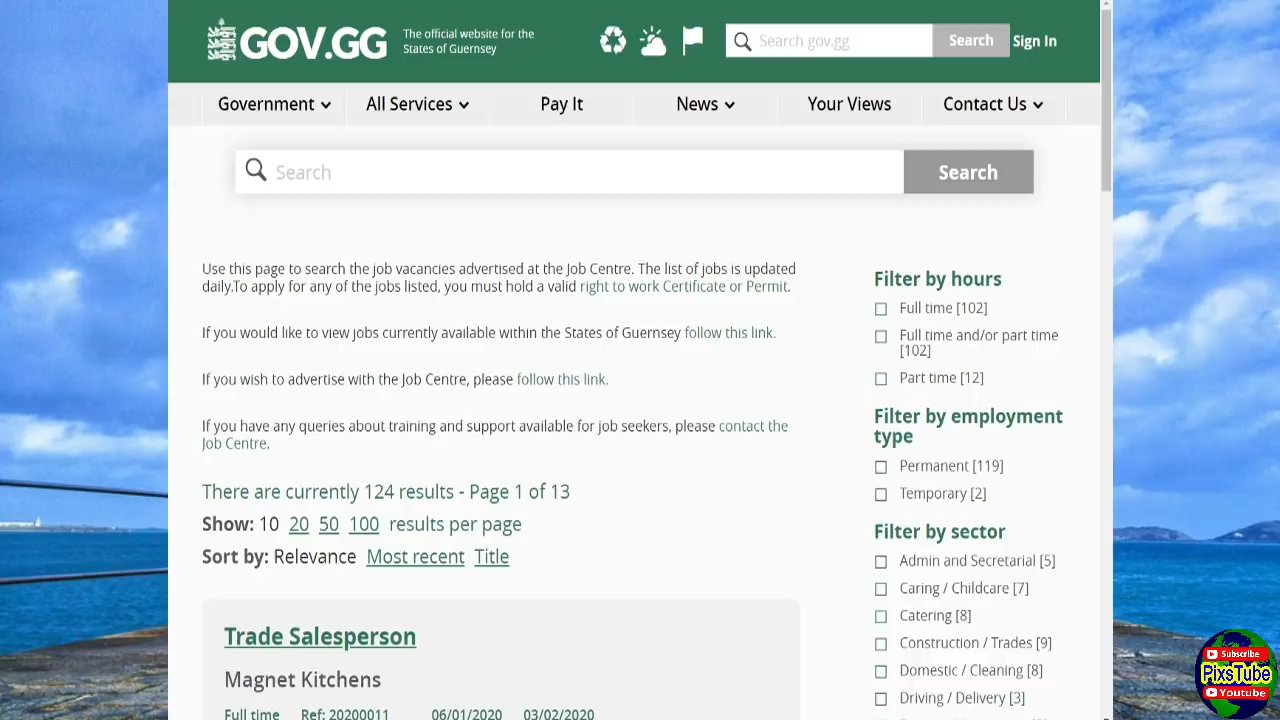 GOV.GG
The official website for the
States of Guernsey
Search gov.gg
Search
Sign In
Government
All Services
Pay It
News
Your Views
Contact Us
Search
Search
Use this page to search the job vacancies advertised at the Job Centre. The list of jobs is updated
daily.To apply for any of the jobs listed, you must hold a valid right to work Certificate or Permit.
If you would like to view jobs currently available within the States of Guernsey follow this link.
If you wish to advertise with the Job Centre, please follow this link.
If you have any queries about training and support available for job seekers, please contact the
Job Centre.
There are currently 124 results - Page 1 of 13
Show: 10 20 50 100 results per page
Sort by: Relevance Most recent Title
Trade Salesperson
Magnet Kitchens
Full time Ref: 20200011 06/01/2020 03/02/2020
Filter by hours
Full time [102]
Full time and/or part time
[102]
Part time [12]
Filter by employment
type
Permanent [119]
Temporary [2]
Filter by sector
Admin and Secretarial [5]
Caring / Childcare [7]
Catering [8]
Construction / Trades [9]
Domestic / Cleaning [8]
Driving / Delivery [3]
Subscribe
PixsTube
Youtube